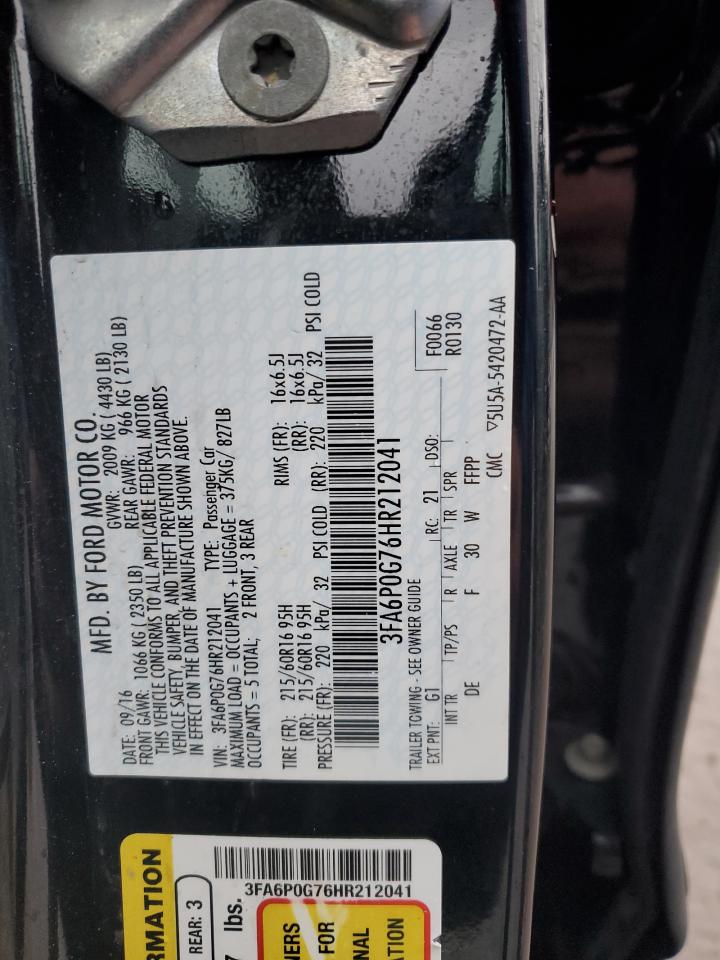 MFD. BY FORD MOTOR CO.
DATE: 09/16 GVWR: 2009 KG ( 4430 LB)
FRONT GAWR: 1066 KG ( 2350 LB) REAR GAWR: 966 KG ( 2130 LB)
THIS VEHICLE CONFORMS TO ALL APPLICABLE FEDERAL MOTOR
VEHICLE SAFETY, BUMPER, AND THEFT PREVENTION STANDARDS
IN EFFECT ON THE DATE OF MANUFACTURE SHOWN ABOVE.
VIN: 3FA6P0G76HR212041 TYPE: Passenger Car
MAXIMUM LOAD = OCCUPANTS + LUGGAGE = 375KG/ 827LB
OCCUPANTS = 5 TOTAL; 2 FRONT, 3 REAR
TIRE (FR): 215/60R16 95H RIMS (FR): 16x6.5J
(RR): 215/60R16 95H (RR): 16x6.5J
PRESSURE (FR): 220 kPa/ 32 PSI COLD (RR): 220 kPa/ 32 PSI COLD
3FA6P0G76HR212041
TRAILER TOWING - SEE OWNER GUIDE F0066
EXT PNT: G1 RC: 21 DSO: R0130
INT TR TP/PS R AXLE TR SPR
DE F 30 W FFPP
CMC ▽5U5A-5420472-AA
3FA6P0G76HR212041
RMATION
REAR: 3
7 lbs.
NERS
FOR
NAL
TION